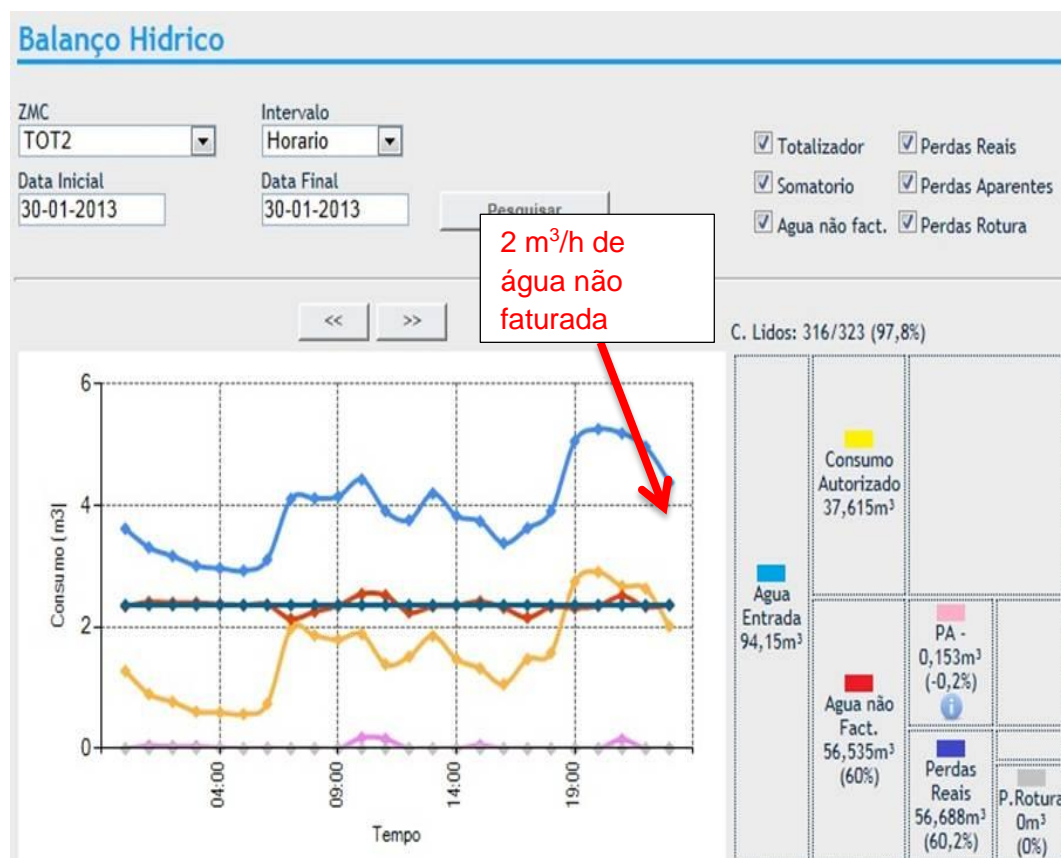 Balanço Hidrico
ZMC
TOT2
Intervalo
Horario
Data Inicial
30-01-2013
Data Final
30-01-2013
Pesquisar
Totalizador
Perdas Reais
Somatorio
Perdas Aparentes
Agua não fact.
Perdas Rotura
2 m³/h de
água não
faturada
<<
>>
C. Lidos: 316/323 (97,8%)
6
4
2
0
Consumo [m3]
04:00
09:00
14:00
19:00
Tempo
Agua
Entrada
94,15m³
Consumo
Autorizado
37,615m³
Agua não
Fact.
56,535m³
(60%)
PA -
0,153m³
(-0,2%)
i
Perdas
Reais
56,688m³
(60,2%)
P.Rotura
0m³
(0%)